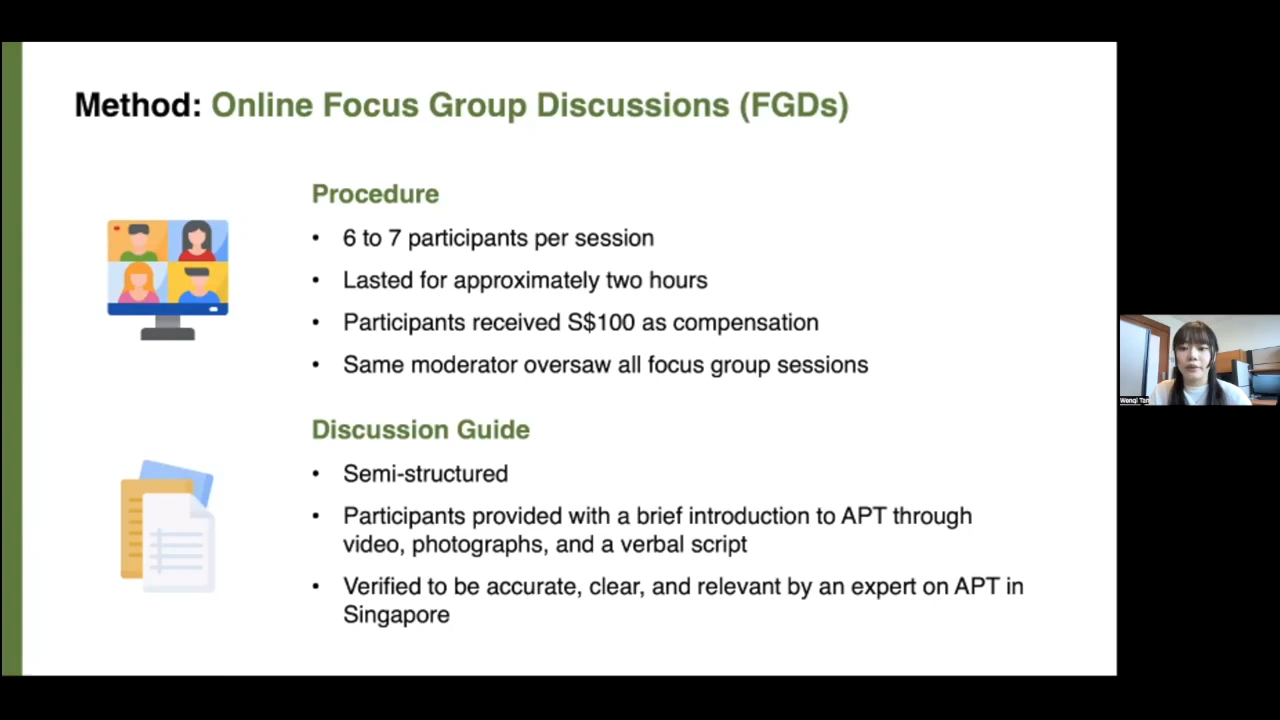 Method: Online Focus Group Discussions (FGDs)
Procedure
• 6 to 7 participants per session
• Lasted for approximately two hours
• Participants received S$100 as compensation
• Same moderator oversaw all focus group sessions
Discussion Guide
• Semi-structured
• Participants provided with a brief introduction to APT through
video, photographs, and a verbal script
• Verified to be accurate, clear, and relevant by an expert on APT in
Singapore
Wenqi Tan